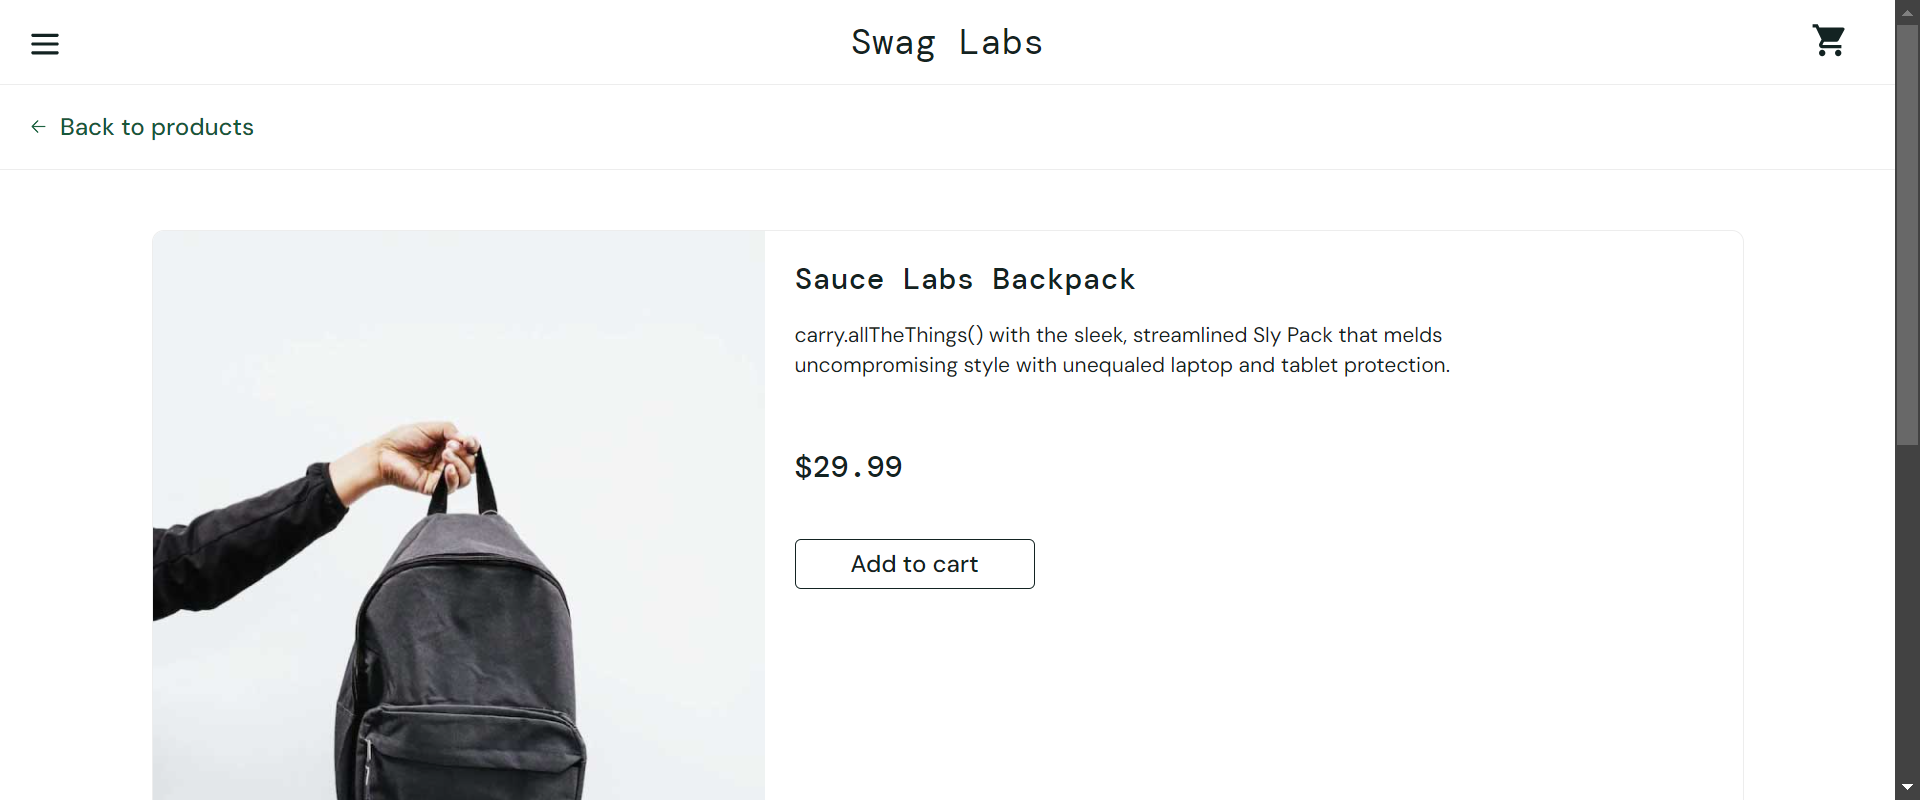 Swag Labs
Back to products
Sauce Labs Backpack
carry.allTheThings() with the sleek, streamlined Sly Pack that melds
uncompromising style with unequaled laptop and tablet protection.
$29.99
Add to cart